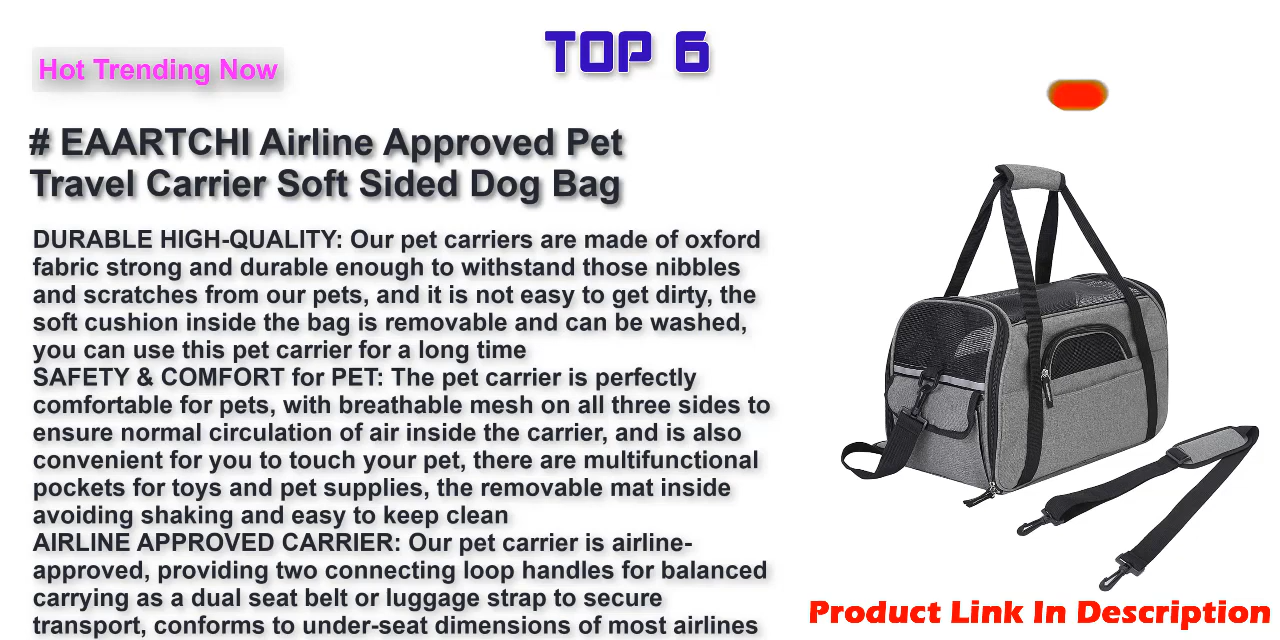 TOP 6
Hot Trending Now
# EAARTCHI Airline Approved Pet
Travel Carrier Soft Sided Dog Bag
DURABLE HIGH-QUALITY: Our pet carriers are made of oxford
fabric strong and durable enough to withstand those nibbles
and scratches from our pets, and it is not easy to get dirty, the
soft cushion inside the bag is removable and can be washed,
you can use this pet carrier for a long time
SAFETY & COMFORT for PET: The pet carrier is perfectly
comfortable for pets, with breathable mesh on all three sides to
ensure normal circulation of air inside the carrier, and is also
convenient for you to touch your pet, there are multifunctional
pockets for toys and pet supplies, the removable mat inside
avoiding shaking and easy to keep clean
AIRLINE APPROVED CARRIER: Our pet carrier is airline-
approved, providing two connecting loop handles for balanced
carrying as a dual seat belt or luggage strap to secure
transport, conforms to under-seat dimensions of most airlines
Product Link In Description